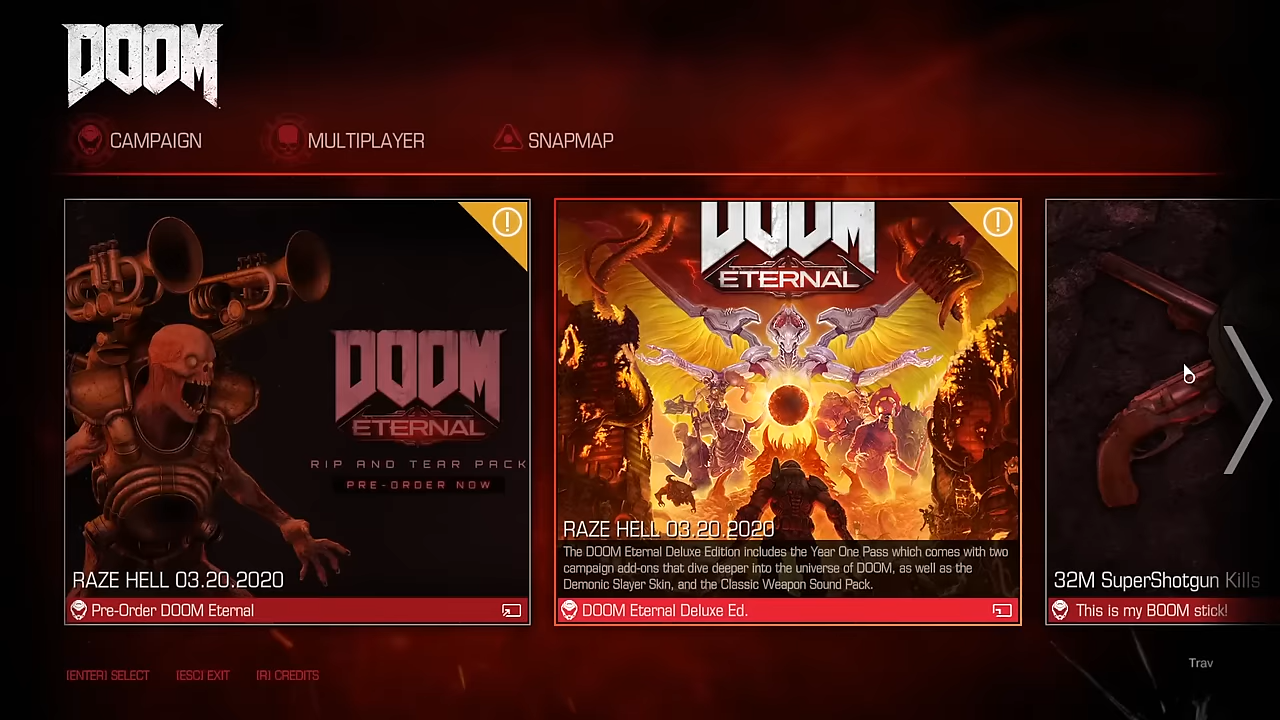 DOOM
CAMPAIGN
MULTIPLAYER
SNAPMAP
DOOM
ETERNAL
RIP AND TEAR PACK
PRE-ORDER NOW
RAZE HELL 03.20.2020
Pre-Order DOOM Eternal
DOOM
ETERNAL
RAZE HELL 03.20.2020
The DOOM Eternal Deluxe Edition includes the Year One Pass which comes with two
campaign add-ons that dive deeper into the universe of DOOM, as well as the
Demonic Slayer Skin, and the Classic Weapon Sound Pack.
DOOM Eternal Deluxe Ed.
32M SuperShotgun Kills
This is my BOOM stick!
[ENTER] SELECT
[ESC] EXIT
[R] CREDITS
Trav